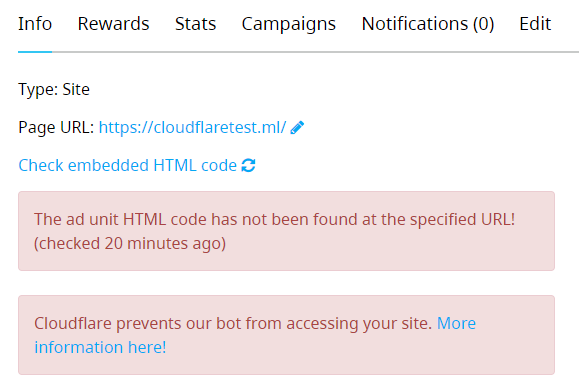 Info Rewards Stats Campaigns Notifications (0) Edit
Type: Site
Page URL: https://cloudflaretest.ml/
Check embedded HTML code
The ad unit HTML code has not been found at the specified URL!
(checked 20 minutes ago)
Cloudflare prevents our bot from accessing your site. More
information here!